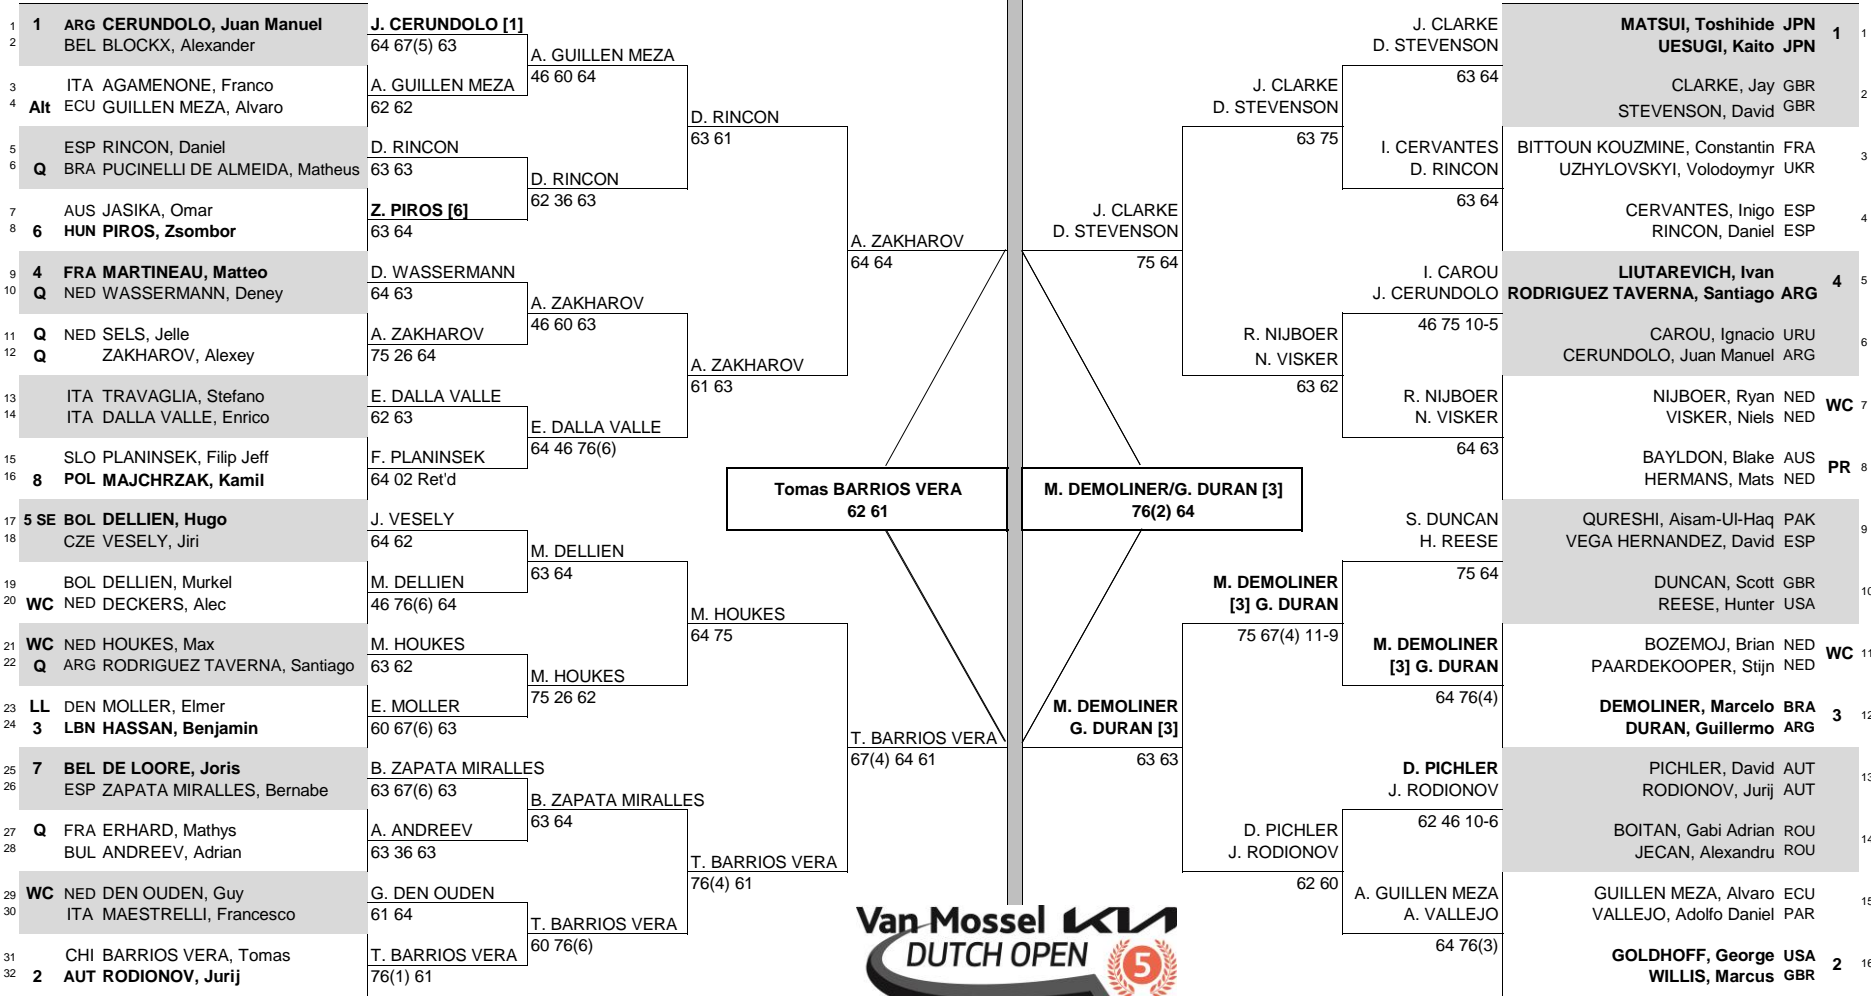 1 1 ARG CERUNDOLO, Juan Manuel
2 BEL BLOCKX, Alexander
3 ITA AGAMENONE, Franco
4 Alt ECU GUILLEN MEZA, Alvaro
5 ESP RINCON, Daniel
6 Q BRA PUCINELLI DE ALMEIDA, Matheus
7 AUS JASIKA, Omar
8 6 HUN PIROS, Zsombor
9 4 FRA MARTINEAU, Matteo
10 Q NED WASSERMANN, Deney
11 Q NED SELS, Jelle
12 Q ZAKHAROV, Alexey
13 ITA TRAVAGLIA, Stefano
14 ITA DALLA VALLE, Enrico
15 SLO PLANINSEK, Filip Jeff
16 8 POL MAJCHRZAK, Kamil
17 5 SE BOL DELLIEN, Hugo
18 CZE VESELY, Jiri
19 BOL DELLIEN, Murkel
20 WC NED DECKERS, Alec
21 WC NED HOUKES, Max
22 Q ARG RODRIGUEZ TAVERNA, Santiago
23 LL DEN MOLLER, Elmer
24 3 LBN HASSAN, Benjamin
25 7 BEL DE LOORE, Joris
26 ESP ZAPATA MIRALLES, Bernabe
27 Q FRA ERHARD, Mathys
28 BUL ANDREEV, Adrian
29 WC NED DEN OUDEN, Guy
30 ITA MAESTRELLI, Francesco
31 CHI BARRIOS VERA, Tomas
32 2 AUT RODIONOV, Jurij
J. CERUNDOLO [1]
64 67(5) 63
A. GUILLEN MEZA
62 62
D. RINCON
63 63
Z. PIROS [6]
63 64
D. WASSERMANN
64 63
A. ZAKHAROV
75 26 64
E. DALLA VALLE
62 63
F. PLANINSEK
64 02 Ret'd
J. VESELY
64 62
M. DELLIEN
46 76(6) 64
M. HOUKES
63 62
E. MOLLER
60 67(6) 63
B. ZAPATA MIRALLES
63 67(6) 63
A. ANDREEV
63 36 63
G. DEN OUDEN
61 64
T. BARRIOS VERA
76(1) 61
A. GUILLEN MEZA
46 60 64
D. RINCON
62 36 63
A. ZAKHAROV
46 60 63
E. DALLA VALLE
64 46 76(6)
M. DELLIEN
63 64
M. HOUKES
75 26 62
B. ZAPATA MIRALLES
63 64
T. BARRIOS VERA
60 76(6)
D. RINCON
63 61
A. ZAKHAROV
61 63
M. HOUKES
64 75
T. BARRIOS VERA
76(4) 61
A. ZAKHAROV
64 64
T. BARRIOS VERA
67(4) 64 61
Tomas BARRIOS VERA
62 61
M. DEMOLINER/G. DURAN [3]
76(2) 64
J. CLARKE
D. STEVENSON
75 64
M. DEMOLINER
G. DURAN [3]
63 63
J. CLARKE
D. STEVENSON
63 75
R. NIJBOER
N. VISKER
63 62
M. DEMOLINER
[3] G. DURAN
75 67(4) 11-9
D. PICHLER
J. RODIONOV
62 60
J. CLARKE
D. STEVENSON
63 64
I. CERVANTES
D. RINCON
63 64
I. CAROU
J. CERUNDOLO
46 75 10-5
R. NIJBOER
N. VISKER
64 63
S. DUNCAN
H. REESE
75 64
M. DEMOLINER
[3] G. DURAN
64 76(4)
D. PICHLER
J. RODIONOV
62 46 10-6
A. GUILLEN MEZA
A. VALLEJO
64 76(3)
MATSUI, Toshihide JPN 1 1
UESUGI, Kaito JPN
CLARKE, Jay GBR 2
STEVENSON, David GBR
BITTOUN KOUZMINE, Constantin FRA 3
UZHYLOVSKYI, Volodoymyr UKR
CERVANTES, Inigo ESP 4
RINCON, Daniel ESP
LIUTAREVICH, Ivan 4 5
RODRIGUEZ TAVERNA, Santiago ARG
CAROU, Ignacio URU 6
CERUNDOLO, Juan Manuel ARG
NIJBOER, Ryan NED WC 7
VISKER, Niels NED
BAYLDON, Blake AUS PR 8
HERMANS, Mats NED
QURESHI, Aisam-Ul-Haq PAK 9
VEGA HERNANDEZ, David ESP
DUNCAN, Scott GBR 10
REESE, Hunter USA
BOZEMOJ, Brian NED WC 11
PAARDEKOOPER, Stijn NED
DEMOLINER, Marcelo BRA 3 12
DURAN, Guillermo ARG
PICHLER, David AUT 13
RODIONOV, Jurij AUT
BOITAN, Gabi Adrian ROU 14
JECAN, Alexandru ROU
GUILLEN MEZA, Alvaro ECU 15
VALLEJO, Adolfo Daniel PAR
GOLDHOFF, George USA 2 16
WILLIS, Marcus GBR
Van Mossel KIA
DUTCH OPEN 5